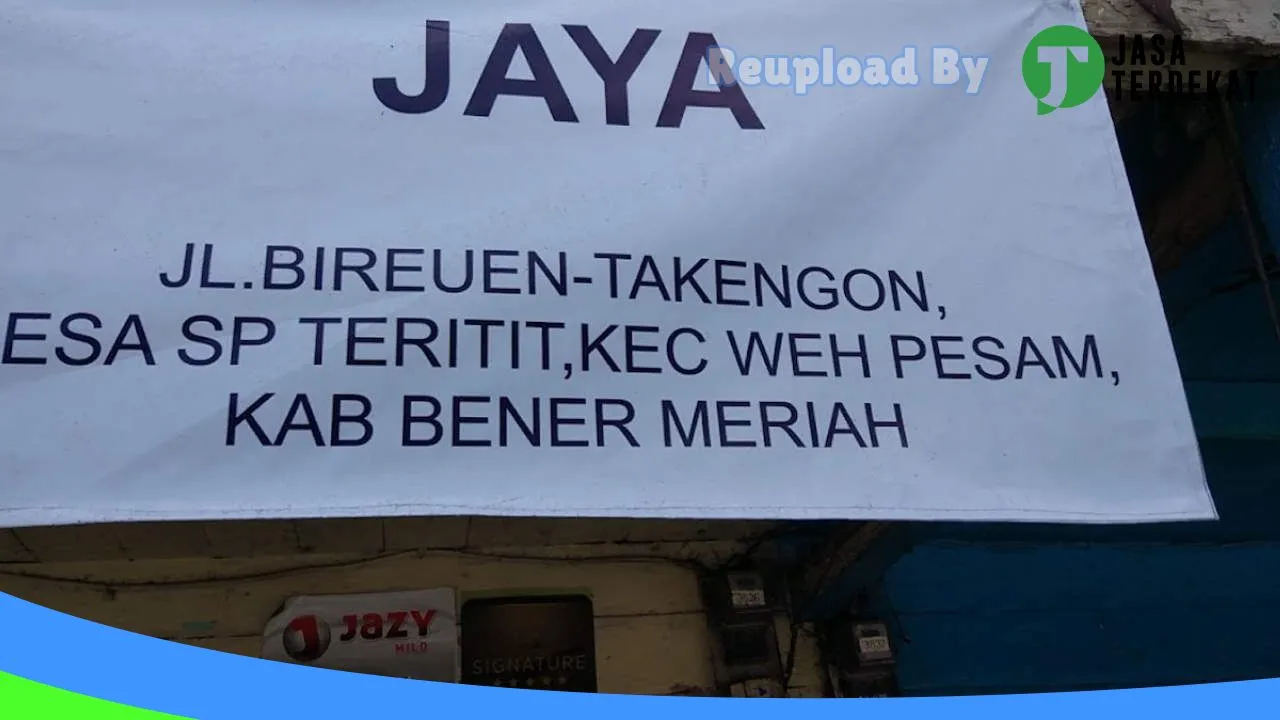 JAYA
Reupload By
JASA
TERDEKAT
JL.BIREUEN-TAKENGON,
ESA SP TERITIT,KEC WEH PESAM,
KAB BENER MERIAH
JAZY
MILD
SIGNATURE